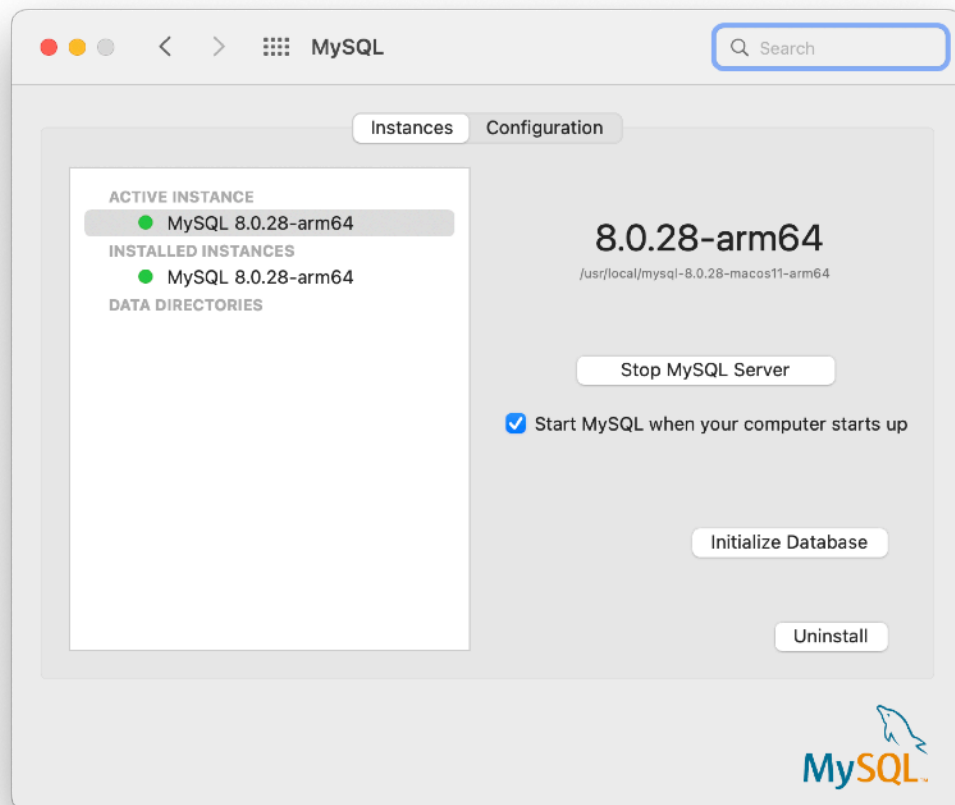 MySQL
Search
Instances
Configuration
ACTIVE INSTANCE
MySQL 8.0.28-arm64
INSTALLED INSTANCES
MySQL 8.0.28-arm64
DATA DIRECTORIES
8.0.28-arm64
/usr/local/mysql-8.0.28-macos11-arm64
Stop MySQL Server
Start MySQL when your computer starts up
Initialize Database
Uninstall
MySQL™